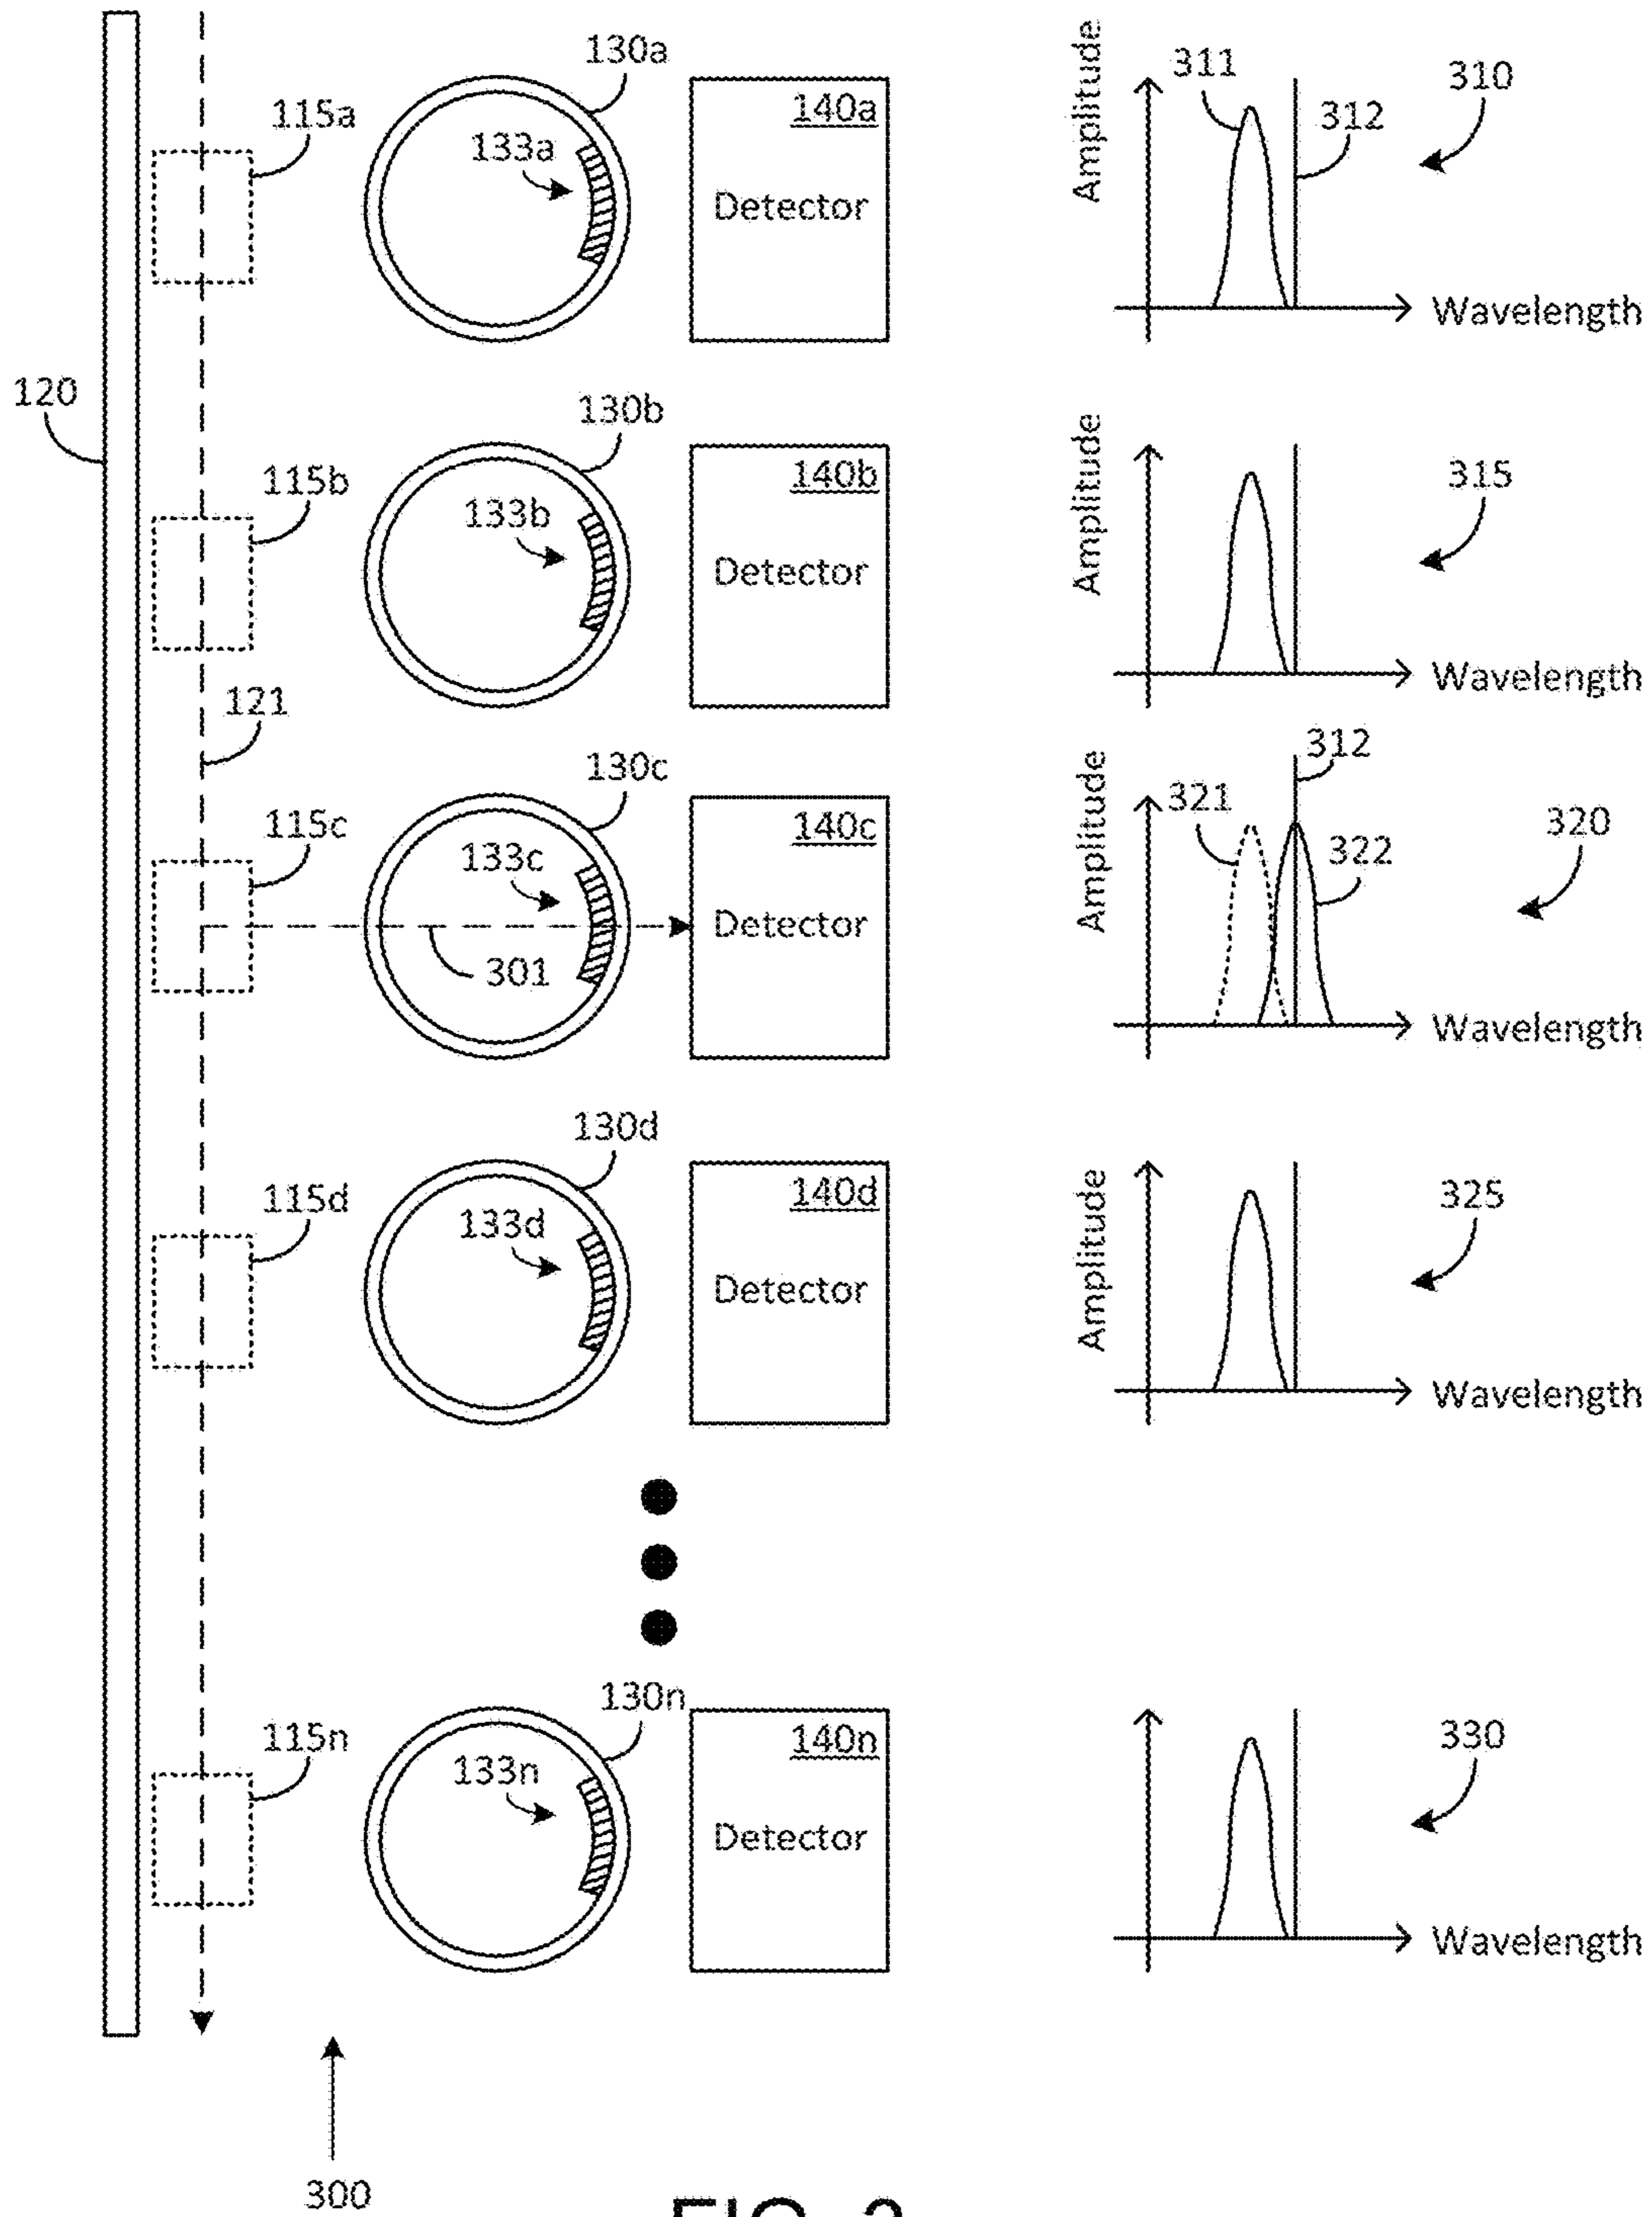 130a
115a
133a
140a
Detector
Amplitude
311
312
310
Wavelength
120
130b
115b
133b
140b
Detector
Amplitude
315
Wavelength
121
130c
115c
133c
301
140c
Detector
Amplitude
321
312
322
320
Wavelength
130d
115d
133d
140d
Detector
Amplitude
325
Wavelength
130n
115n
133n
140n
Detector
330
Wavelength
300